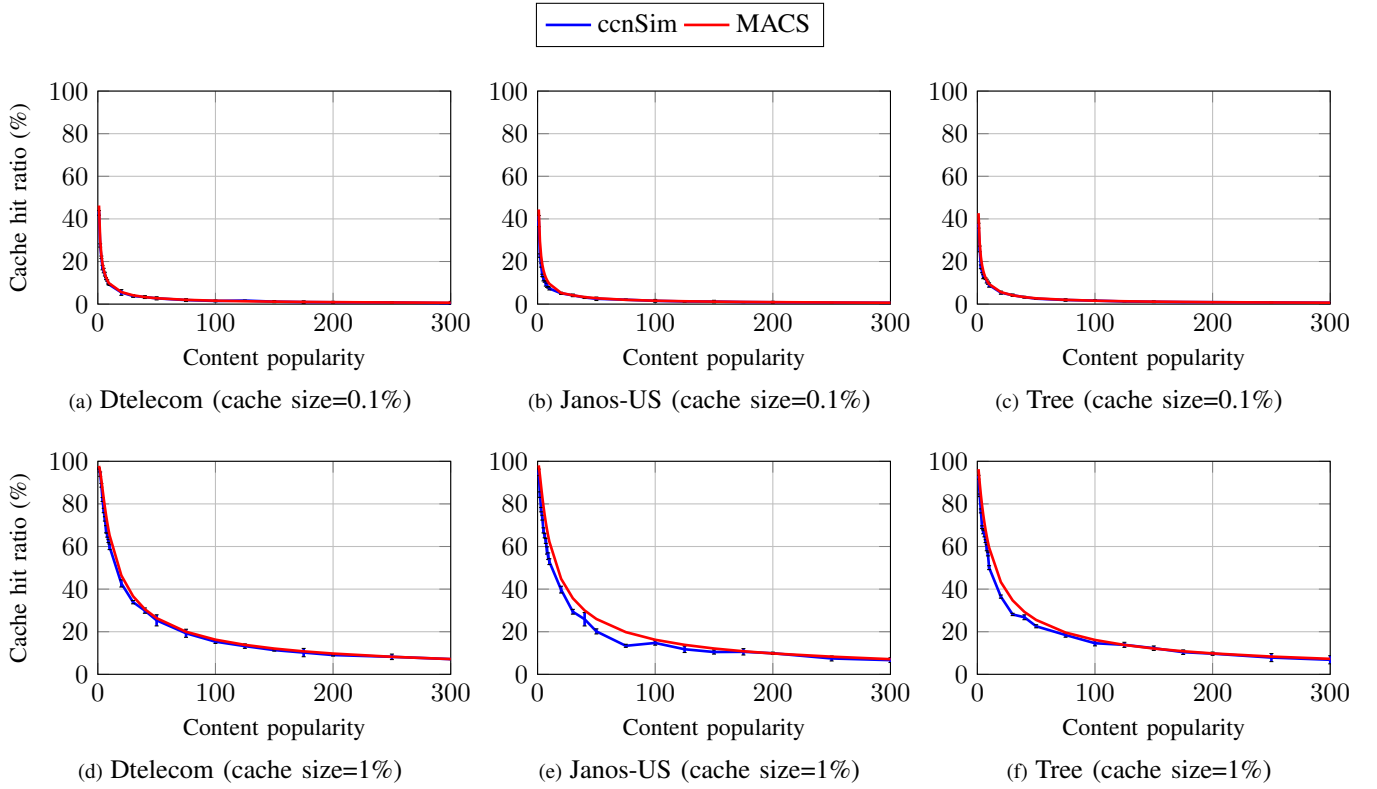 ccnSim MACS
Cache hit ratio (%)
100
80
60
40
20
0
0 100 200 300
Content popularity
(a) Dtelecom (cache size=0.1%)
100
80
60
40
20
0
0 100 200 300
Content popularity
(b) Janos-US (cache size=0.1%)
100
80
60
40
20
0
0 100 200 300
Content popularity
(c) Tree (cache size=0.1%)
Cache hit ratio (%)
100
80
60
40
20
0
0 100 200 300
Content popularity
(d) Dtelecom (cache size=1%)
100
80
60
40
20
0
0 100 200 300
Content popularity
(e) Janos-US (cache size=1%)
100
80
60
40
20
0
0 100 200 300
Content popularity
(f) Tree (cache size=1%)